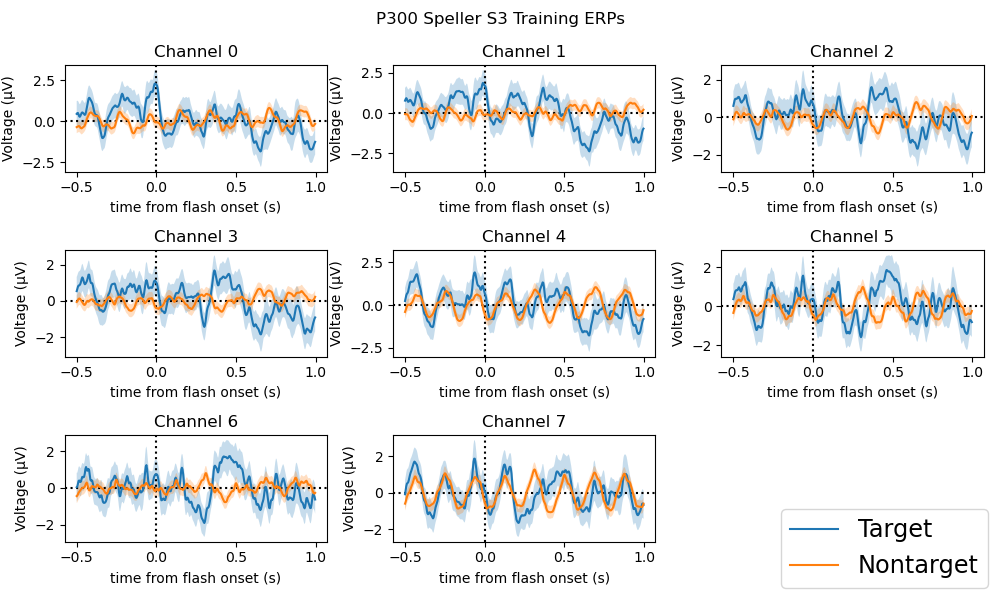 P300 Speller S3 Training ERPs
Channel 0
Channel 1
Channel 2
Voltage (μV)
2.5
0.0
−2.5
−0.5 0.0 0.5 1.0
time from flash onset (s)
Voltage (μV)
2.5
0.0
−2.5
−0.5 0.0 0.5 1.0
time from flash onset (s)
Voltage (μV)
2
0
−2
−0.5 0.0 0.5 1.0
time from flash onset (s)
Channel 3
Channel 4
Channel 5
Voltage (μV)
2
0
−2
−0.5 0.0 0.5 1.0
time from flash onset (s)
Voltage (μV)
2.5
0.0
−2.5
−0.5 0.0 0.5 1.0
time from flash onset (s)
Voltage (μV)
2
0
−2
−0.5 0.0 0.5 1.0
time from flash onset (s)
Channel 6
Channel 7
Voltage (μV)
2
0
−2
−0.5 0.0 0.5 1.0
time from flash onset (s)
Voltage (μV)
2
0
−2
−0.5 0.0 0.5 1.0
time from flash onset (s)
Target
Nontarget